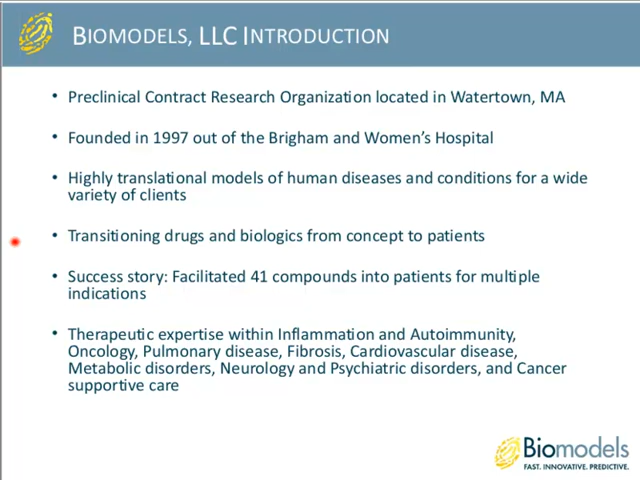 BIOMODELS, LLC INTRODUCTION
• Preclinical Contract Research Organization located in Watertown, MA
• Founded in 1997 out of the Brigham and Women's Hospital
• Highly translational models of human diseases and conditions for a wide
variety of clients
• Transitioning drugs and biologics from concept to patients
• Success story: Facilitated 41 compounds into patients for multiple
indications
• Therapeutic expertise within Inflammation and Autoimmunity,
Oncology, Pulmonary disease, Fibrosis, Cardiovascular disease,
Metabolic disorders, Neurology and Psychiatric disorders, and Cancer
supportive care
Biomodels
FAST. INNOVATIVE. PREDICTIVE.